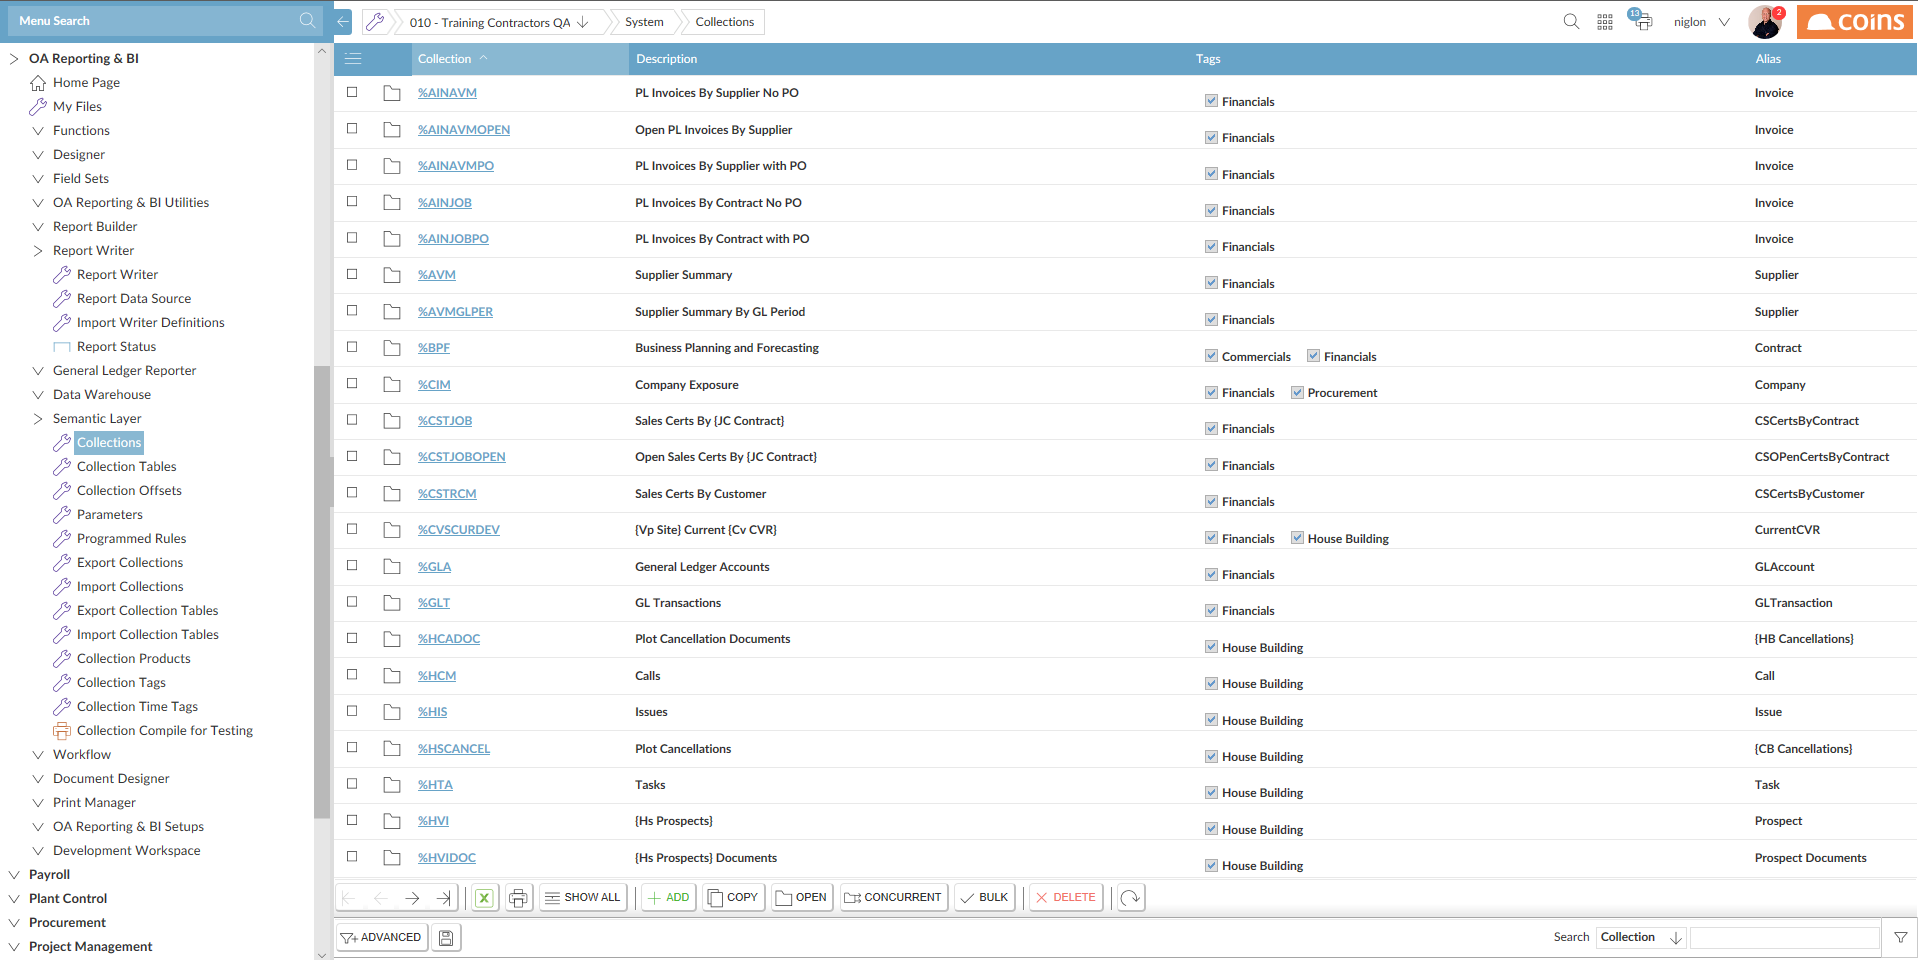 Menu Search
010 - Training Contractors QA
System
Collections
13
niglon
2
coins
OA Reporting & BI
Home Page
My Files
Functions
Designer
Field Sets
OA Reporting & BI Utilities
Report Builder
Report Writer
Report Writer
Report Data Source
Import Writer Definitions
Report Status
General Ledger Reporter
Data Warehouse
Semantic Layer
Collections
Collection Tables
Collection Offsets
Parameters
Programmed Rules
Export Collections
Import Collections
Export Collection Tables
Import Collection Tables
Collection Products
Collection Tags
Collection Time Tags
Collection Compile for Testing
Workflow
Document Designer
Print Manager
OA Reporting & BI Setups
Development Workspace
Payroll
Plant Control
Procurement
Project Management
Collection Description Tags Alias
%AINAVM PL Invoices By Supplier No PO Financials Invoice
%AINAVMOPEN Open PL Invoices By Supplier Financials Invoice
%AINAVMPO PL Invoices By Supplier with PO Financials Invoice
%AINJOB PL Invoices By Contract No PO Financials Invoice
%AINJOBPO PL Invoices By Contract with PO Financials Invoice
%AVM Supplier Summary Financials Supplier
%AVMGLPER Supplier Summary By GL Period Financials Supplier
%BPF Business Planning and Forecasting Commercials Financials Contract
%CIM Company Exposure Financials Procurement Company
%CSTJOB Sales Certs By {JC Contract} Financials CSCertsByContract
%CSTJOBOPEN Open Sales Certs By {JC Contract} Financials CSOPenCertsByContract
%CSTRCM Sales Certs By Customer Financials CSCertsByCustomer
%CVSCURDEV {Vp Site} Current {Cv CVR} Financials House Building CurrentCVR
%GLA General Ledger Accounts Financials GLAccount
%GLT GL Transactions Financials GLTransaction
%HCADOC Plot Cancellation Documents House Building {HB Cancellations}
%HCM Calls House Building Call
%HIS Issues House Building Issue
%HSCANCEL Plot Cancellations House Building {CB Cancellations}
%HTA Tasks House Building Task
%HVI {Hs Prospects} House Building Prospect
%HVIDOC {Hs Prospects} Documents House Building Prospect Documents
SHOW ALL ADD COPY OPEN CONCURRENT BULK DELETE
ADVANCED
Search Collection